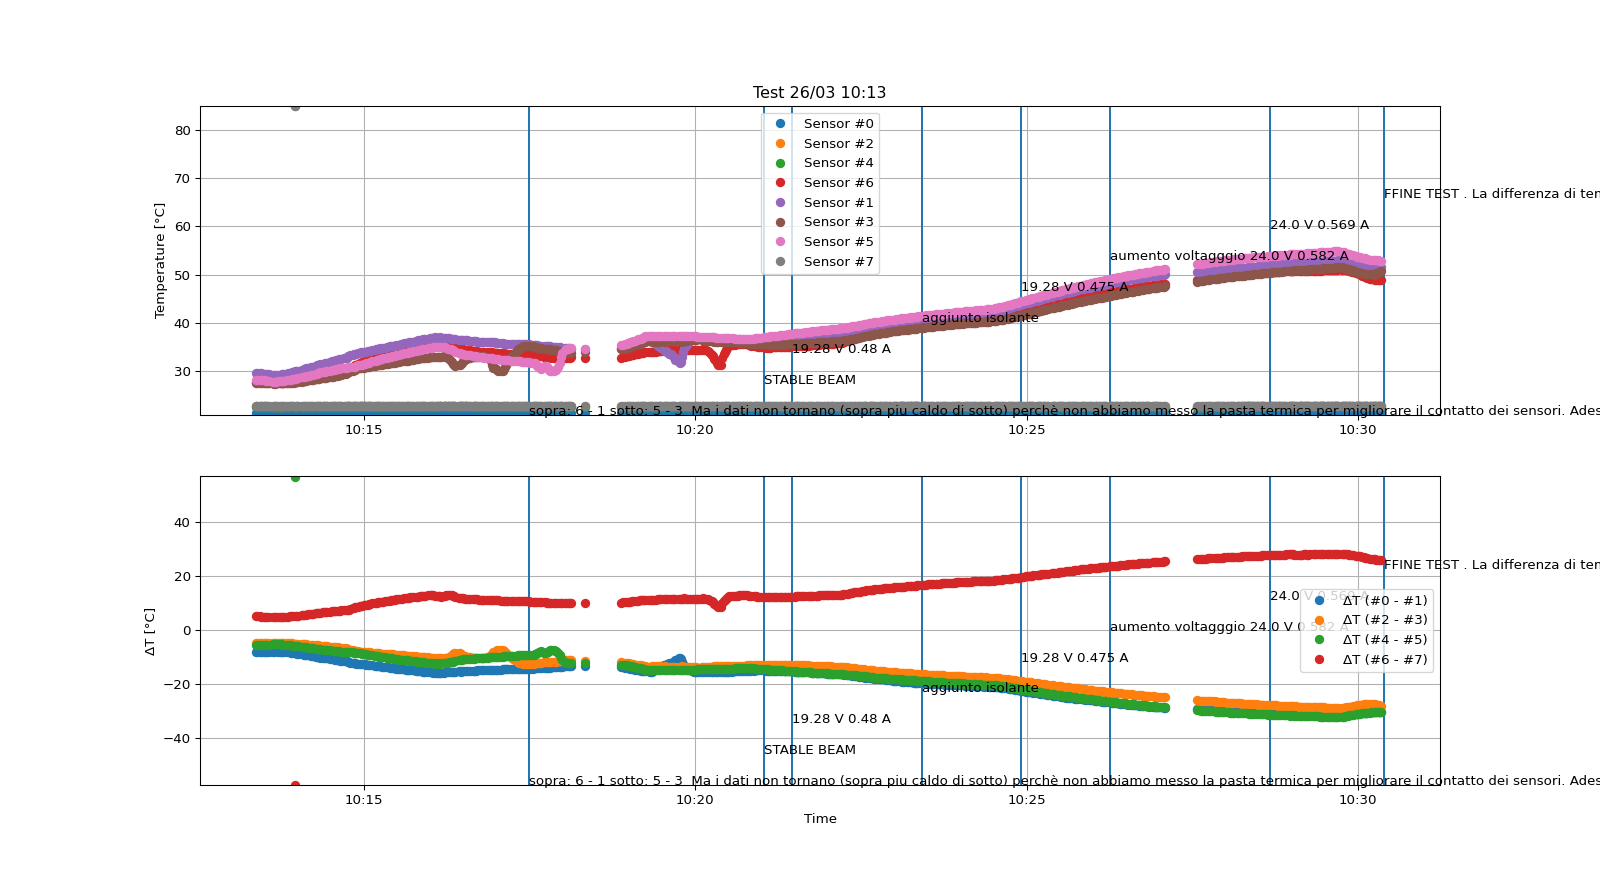 Test 26/03 10:13
Temperature [°C]
80
70
60
50
40
30
Sensor #0
Sensor #2
Sensor #4
Sensor #6
Sensor #1
Sensor #3
Sensor #5
Sensor #7
FFINE TEST . La differenza di ten
24.0 V 0.569 A
aumento voltagggio 24.0 V 0.582 A
19.28 V 0.475 A
aggiunto isolante
19.28 V 0.48 A
STABLE BEAM
sopra: 6 - 1 sotto: 5 - 3 Ma i dati non tornano (sopra piu caldo di sotto) perchè non abbiamo messo la pasta termica per migliorare il contatto dei sensori. Ades
10:15 10:20 10:25 10:30
ΔT [°C]
40
20
0
−20
−40
FFINE TEST . La differenza di ten
24.0 V 0.569 A
aumento voltagggio 24.0 V 0.582 A
ΔT (#0 - #1)
ΔT (#2 - #3)
ΔT (#4 - #5)
ΔT (#6 - #7)
19.28 V 0.475 A
aggiunto isolante
19.28 V 0.48 A
STABLE BEAM
sopra: 6 - 1 sotto: 5 - 3 Ma i dati non tornano (sopra piu caldo di sotto) perchè non abbiamo messo la pasta termica per migliorare il contatto dei sensori. Ades
10:15 10:20 10:25 10:30
Time